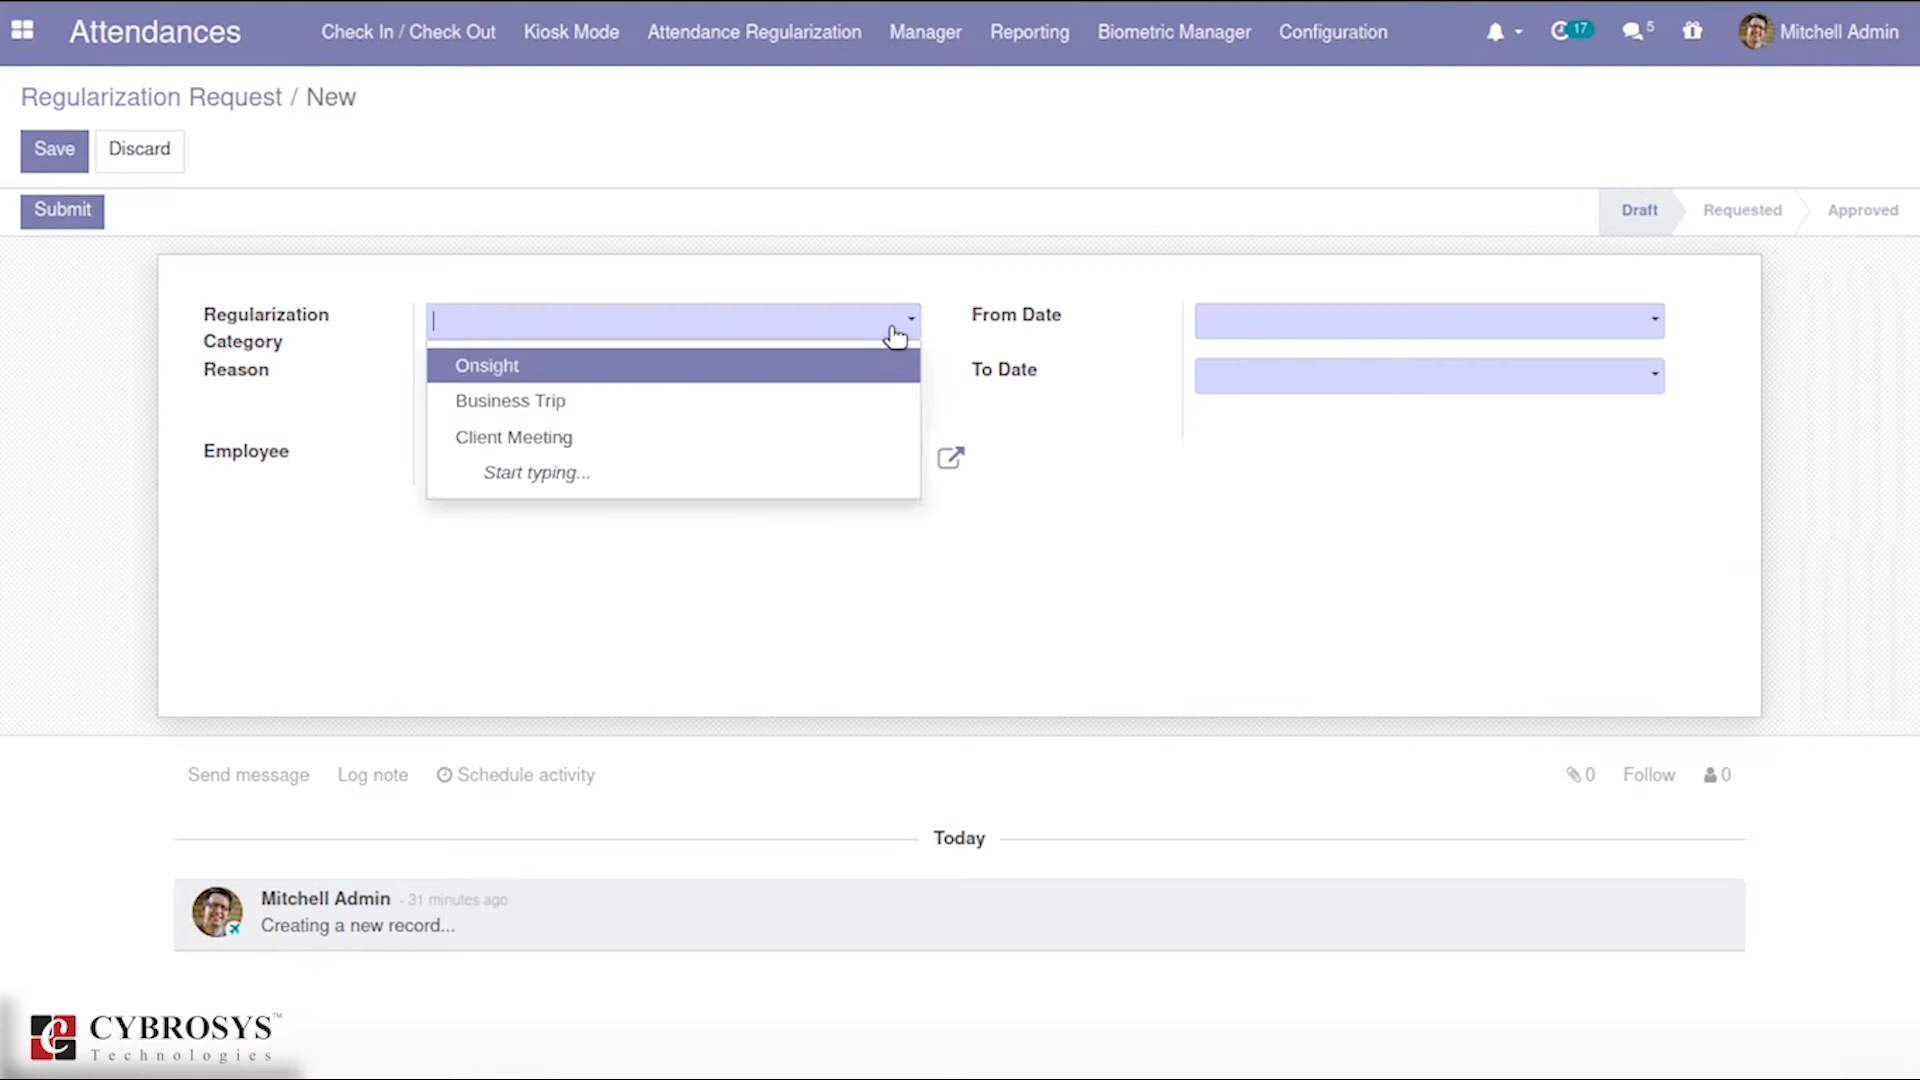 Attendances Check In / Check Out Kiosk Mode Attendance Regularization Manager Reporting Biometric Manager Configuration 17 5 Mitchell Admin
Regularization Request / New
Save Discard
Submit Draft Requested Approved
Regularization Category
From Date
Onsight
Reason
To Date
Business Trip
Client Meeting
Employee
Start typing...
Send message Log note Schedule activity 0 Follow 0
Today
Mitchell Admin - 31 minutes ago
Creating a new record...
CYBROSYS™
Technologies